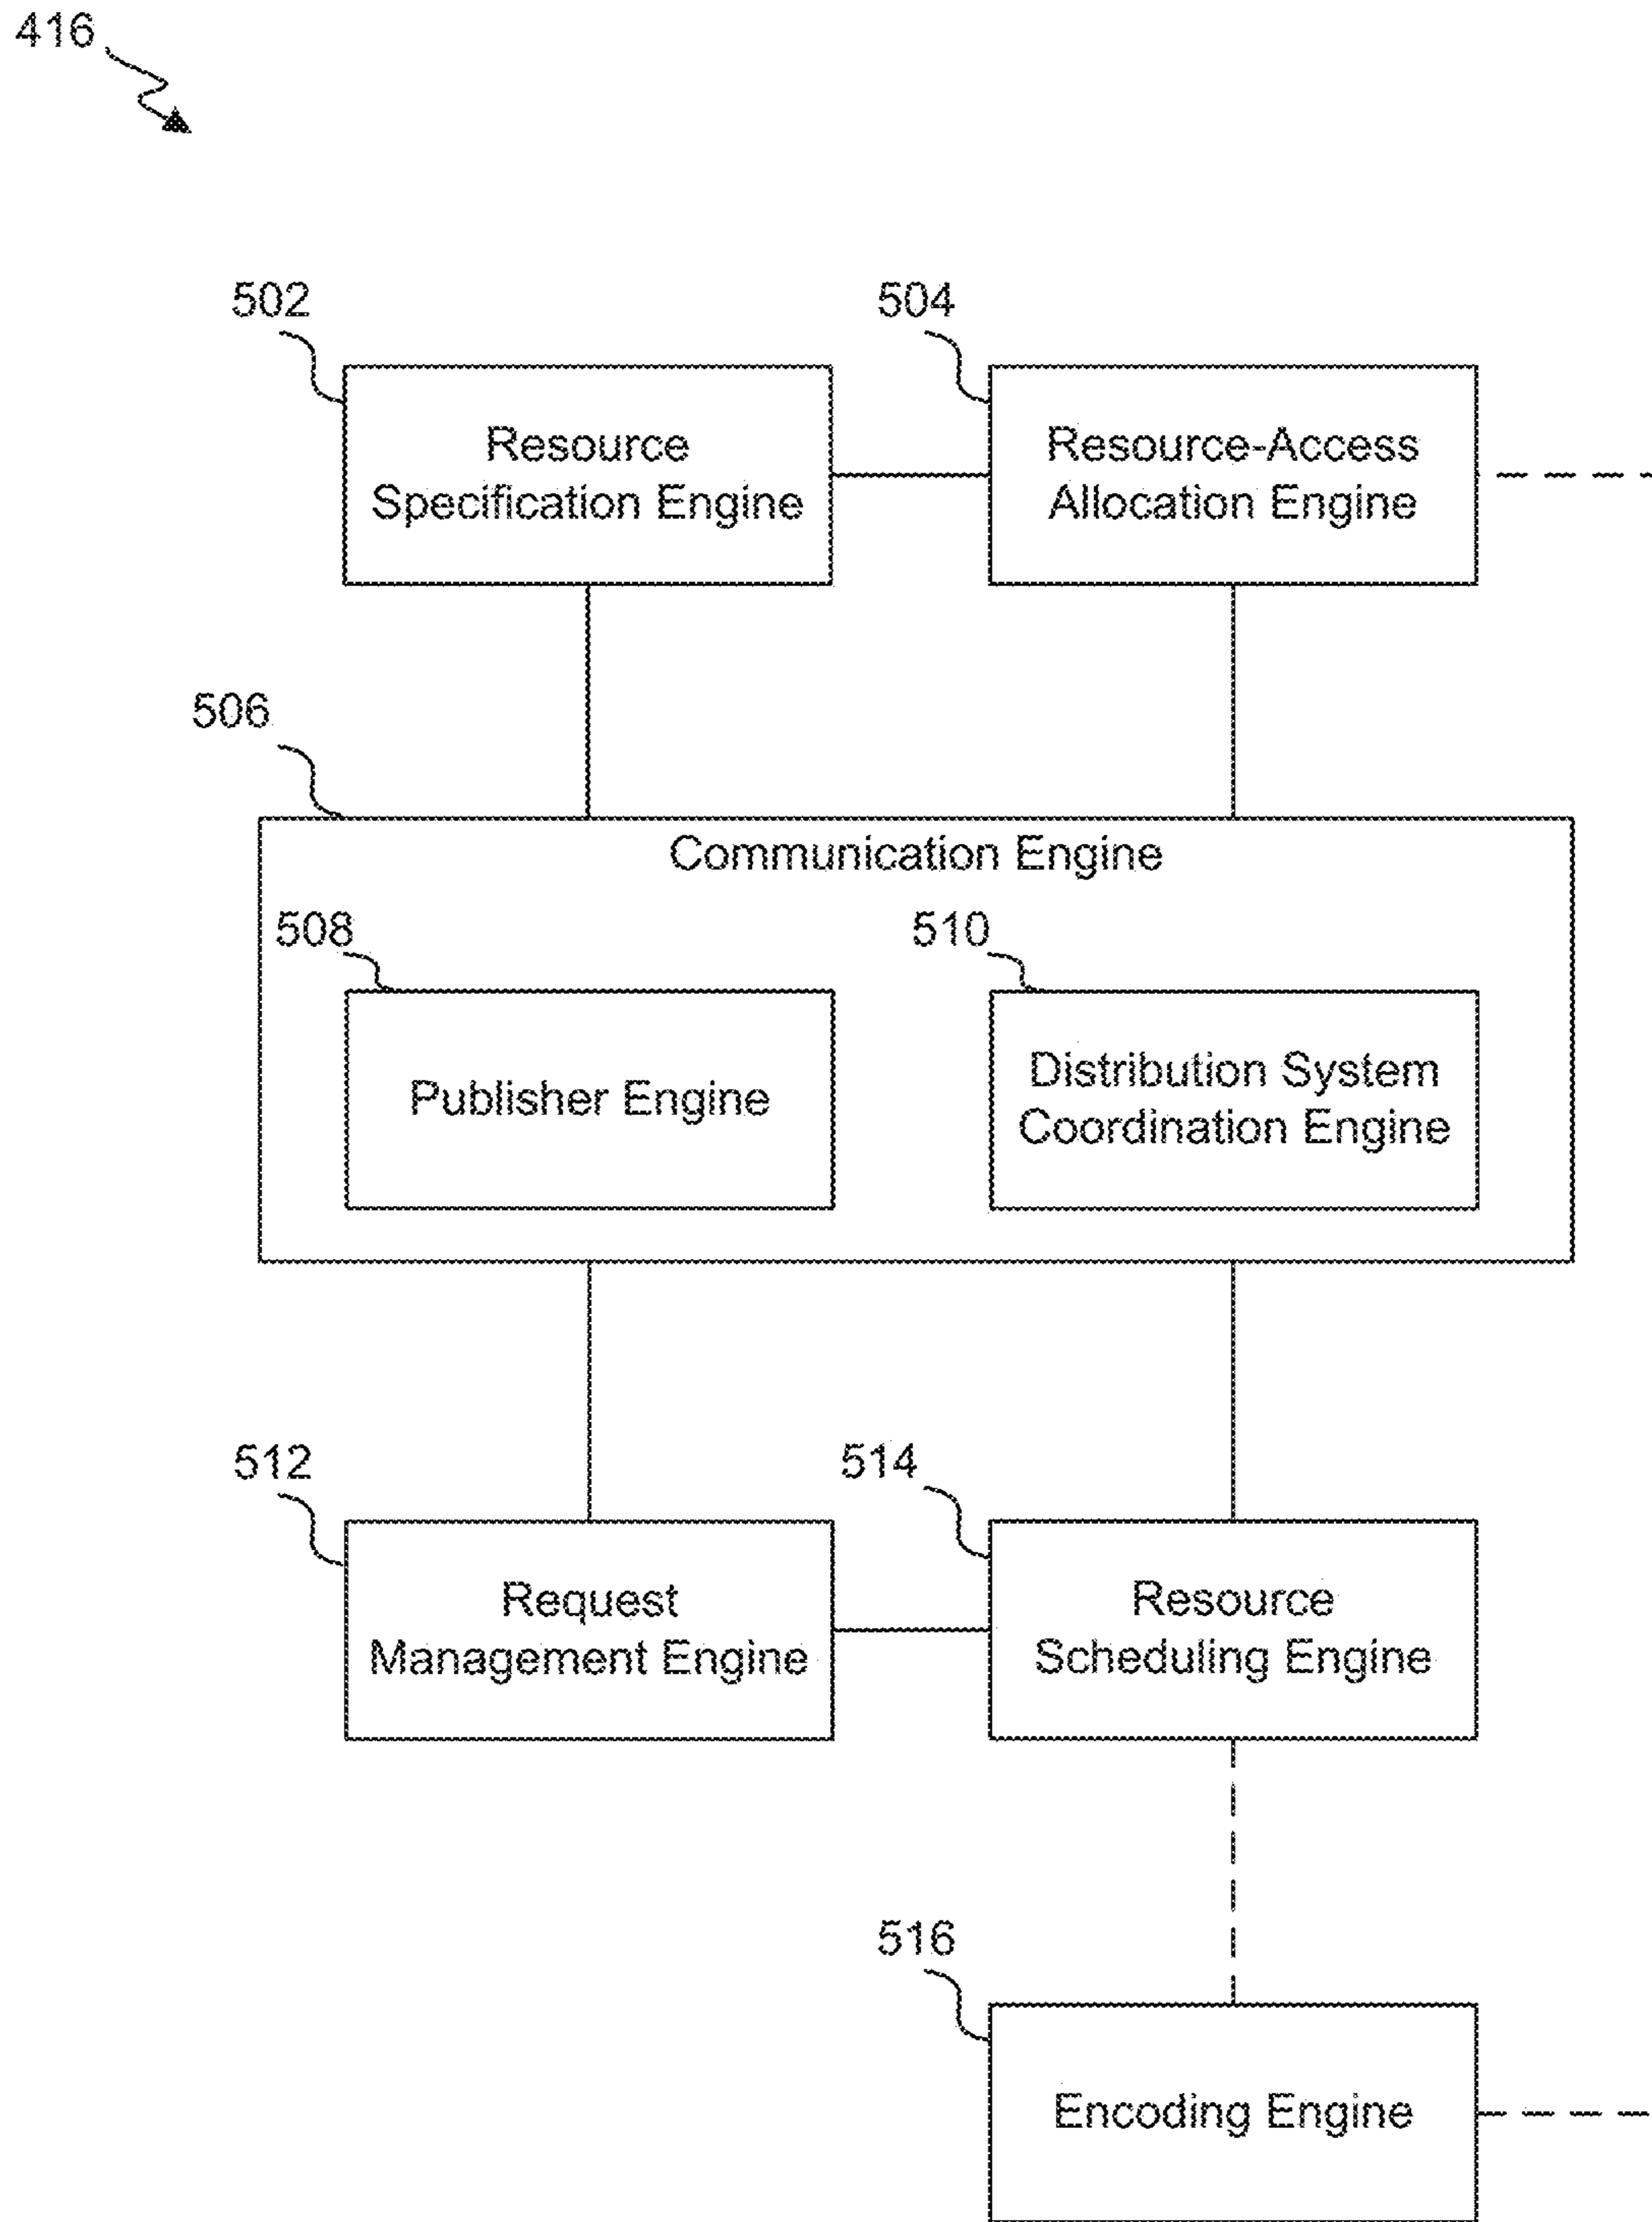 416
502
504
Resource
Specification Engine
Resource-Access
Allocation Engine
506
Communication Engine
508
510
Publisher Engine
Distribution System
Coordination Engine
512
514
Request
Management Engine
Resource
Scheduling Engine
516
Encoding Engine